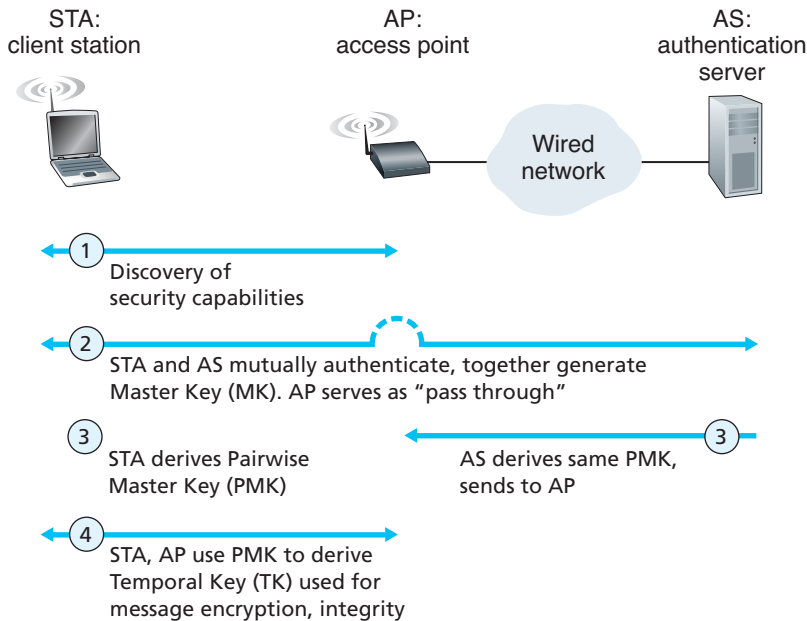 STA:
client station
AP:
access point
AS:
authentication
server
Wired
network
1
Discovery of
security capabilities
2
STA and AS mutually authenticate, together generate
Master Key (MK). AP serves as “pass through”
3
STA derives Pairwise
Master Key (PMK)
3
AS derives same PMK,
sends to AP
4
STA, AP use PMK to derive
Temporal Key (TK) used for
message encryption, integrity